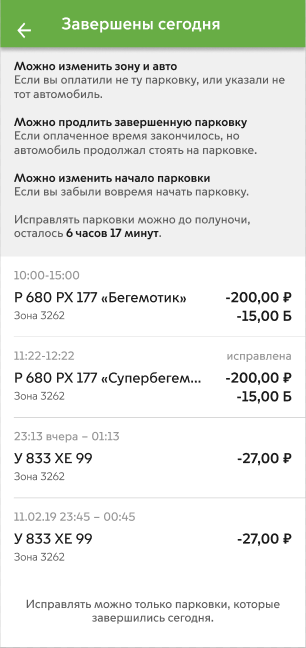 Завершены сегодня
Можно изменить зону и авто
Если вы оплатили не ту парковку, или указали не
тот автомобиль.
Можно продлить завершенную парковку
Если оплаченное время закончилось, но
автомобиль продолжал стоять на парковке.
Можно изменить начало парковки
Если вы забыли вовремя начать парковку.
Исправлять парковки можно до полуночи,
осталось 6 часов 17 минут.
10:00-15:00
Р 680 РХ 177 «Бегемотик» -200,00 ₽
Зона 3262 -15,00 Б
11:22-12:22 исправлена
Р 680 РХ 177 «Супербегем... -200,00 ₽
Зона 3262 -15,00 Б
23:13 вчера – 01:13
У 833 ХЕ 99 -27,00 ₽
Зона 3262
11.02.19 23:45 – 00:45
У 833 ХЕ 99 -27,00 ₽
Зона 3262
Исправлять можно только парковки, которые
завершились сегодня.